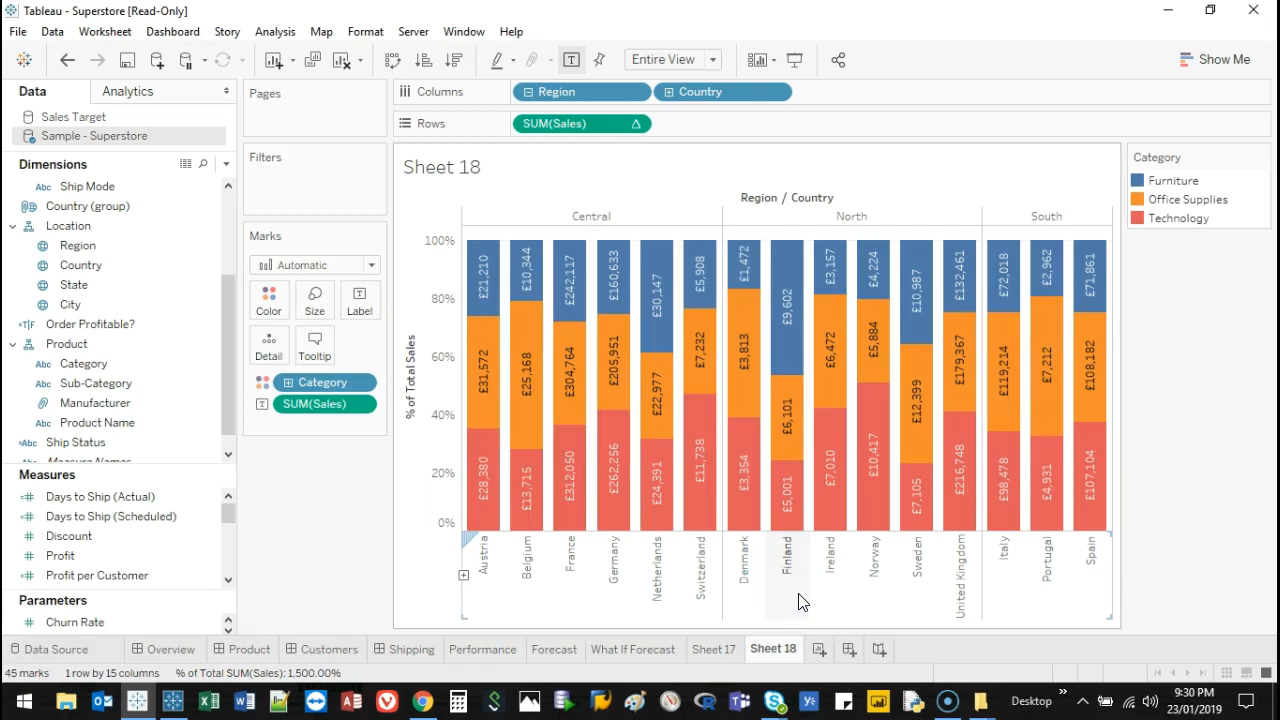 Tableau - Superstore [Read-Only]
File Data Worksheet Dashboard Story Analysis Map Format Server Window Help
Entire View
Show Me
Data Analytics
Sales Target
Sample - Superstore
Dimensions
Abc Ship Mode
Country (group)
Location
Region
Country
State
City
=T|F Order Profitable?
Product
Abc Category
Abc Sub-Category
Manufacturer
Abc Product Name
=Abc Ship Status
Abc Measure Names
Measures
# Days to Ship (Actual)
# Days to Ship (Scheduled)
# Discount
# Profit
=# Profit per Customer
Parameters
# Churn Rate
Pages
Filters
Marks
Automatic
Color Size Label
Detail Tooltip
Category
SUM(Sales)
Columns Region Country
Rows SUM(Sales) Δ
Sheet 18
Region / Country
Central North South
% of Total Sales
100%
80%
60%
40%
20%
0%
£21,210 £10,344 £242,117 £160,633 £30,147 £5,908 £1,472 £9,602 £3,157 £4,224 £10,987 £132,461 £72,018 £2,962 £71,861
£31,572 £25,168 £304,764 £205,951 £22,977 £7,232 £3,813 £6,101 £6,472 £5,884 £12,399 £179,367 £119,214 £7,212 £108,182
£28,380 £13,715 £312,050 £262,256 £24,391 £11,738 £3,354 £5,001 £7,010 £10,417 £7,105 £216,748 £98,478 £4,931 £107,104
Austria Belgium France Germany Netherlands Switzerland Denmark Finland Ireland Norway Sweden United Kingdom Italy Portugal Spain
Category
Furniture
Office Supplies
Technology
Data Source Overview Product Customers Shipping Performance Forecast What If Forecast Sheet 17 Sheet 18
45 marks 1 row by 15 columns % of Total SUM(Sales): 1,500.00%
Desktop
9:30 PM
23/01/2019